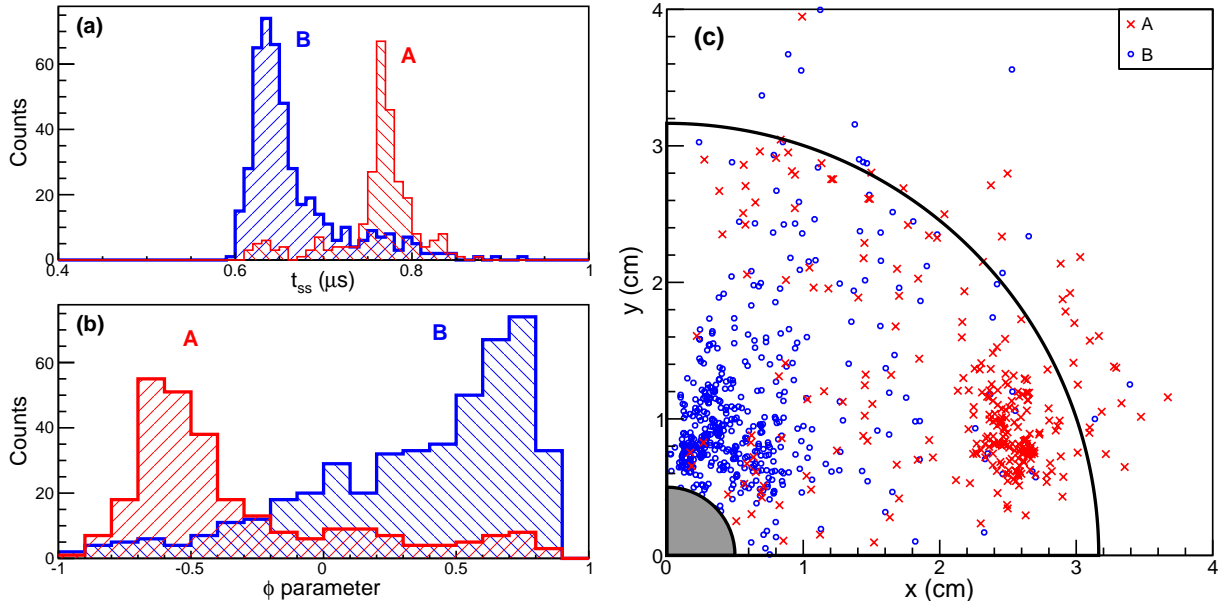 (a)
B
A
Counts
60
40
20
0
0.4
0.6
0.8
1
t_ss (μs)
(b)
A
B
Counts
60
40
20
0
-1
-0.5
0
0.5
1
ϕ parameter
(c)
× A
○ B
y (cm)
4
3
2
1
0
0
1
2
3
4
x (cm)